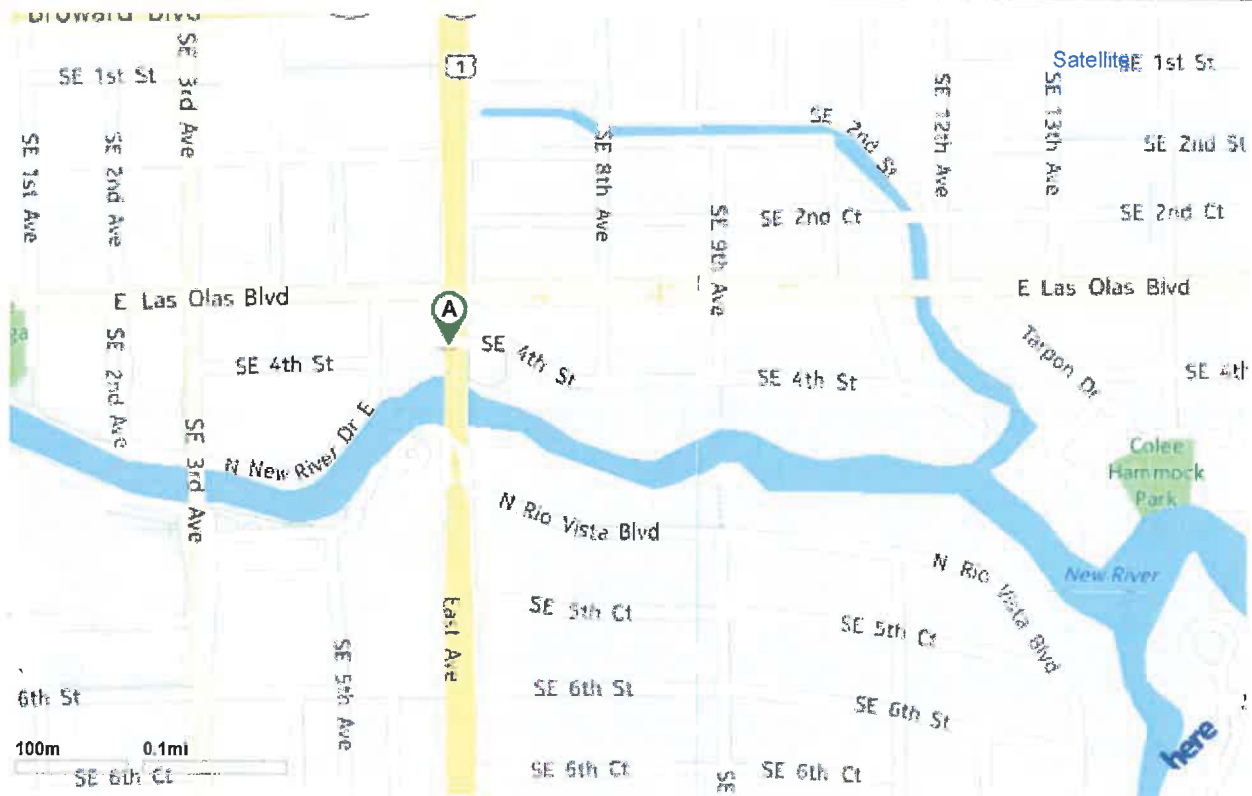 Broward Blvd
SE 1st St
SE 3rd Ave
1
Satellite
SE 1st St
SE 1st Ave
SE 2nd Ave
SE 8th Ave
SE 2nd St
SE 12th Ave
SE 13th Ave
SE 2nd St
SE 9th Ave
SE 2nd Ct
SE 2nd Ct
E Las Olas Blvd
A
E Las Olas Blvd
ga
SE 2nd Ave
SE 4th St
SE 4th St
SE 4th St
Tarpon Dr
SE 4th
SE 3rd Ave
N New River Dr E
Colee
Hammock
Park
N Rio Vista Blvd
N Rio Vista Blvd
New River
East Ave
SE 5th Ct
SE 5th Ct
SE 5th Ave
6th St
SE 6th St
SE 6th St
100m
0.1mi
SE 6th Ct
SE 6th Ct
SE
SE 6th Ct
here